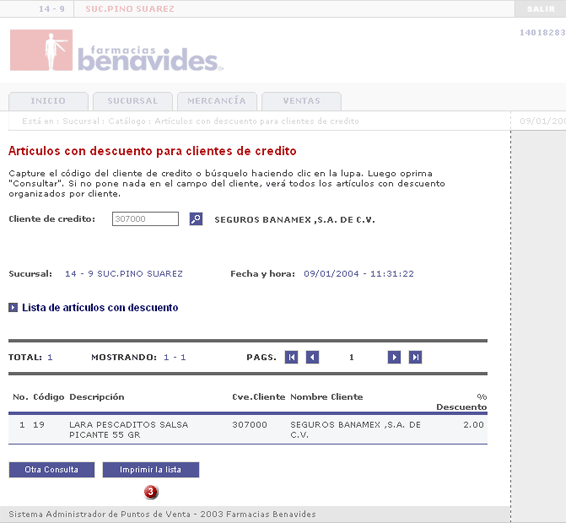 14 - 9 SUC.PINO SUAREZ SALIR
14018283
farmacias
benavides
INICIO SUCURSAL MERCANCÍA VENTAS
Está en : Sucursal : Catálogo : Artículos con descuento para clientes de credito 09/01/200
Artículos con descuento para clientes de credito
Capture el código del cliente de credito o búsquelo haciendo clic en la lupa. Luego oprima
"Consultar". Si no pone nada en el campo del cliente, verá todos los artículos con descuento
organizados por cliente.
Cliente de credito: 307000 SEGUROS BANAMEX ,S.A. DE C.V.
Sucursal: 14 - 9 SUC.PINO SUAREZ Fecha y hora: 09/01/2004 - 11:31:22
Lista de artículos con descuento
TOTAL: 1 MOSTRANDO: 1 - 1 PAGS. 1
No. Código Descripción Cve.Cliente Nombre Cliente %
Descuento
1 19 LARA PESCADITOS SALSA 307000 SEGUROS BANAMEX ,S.A. DE 2.00
PICANTE 55 GR C.V.
Otra Consulta Imprimir la lista
3
Sistema Administrador de Puntos de Venta - 2003 Farmacias Benavides